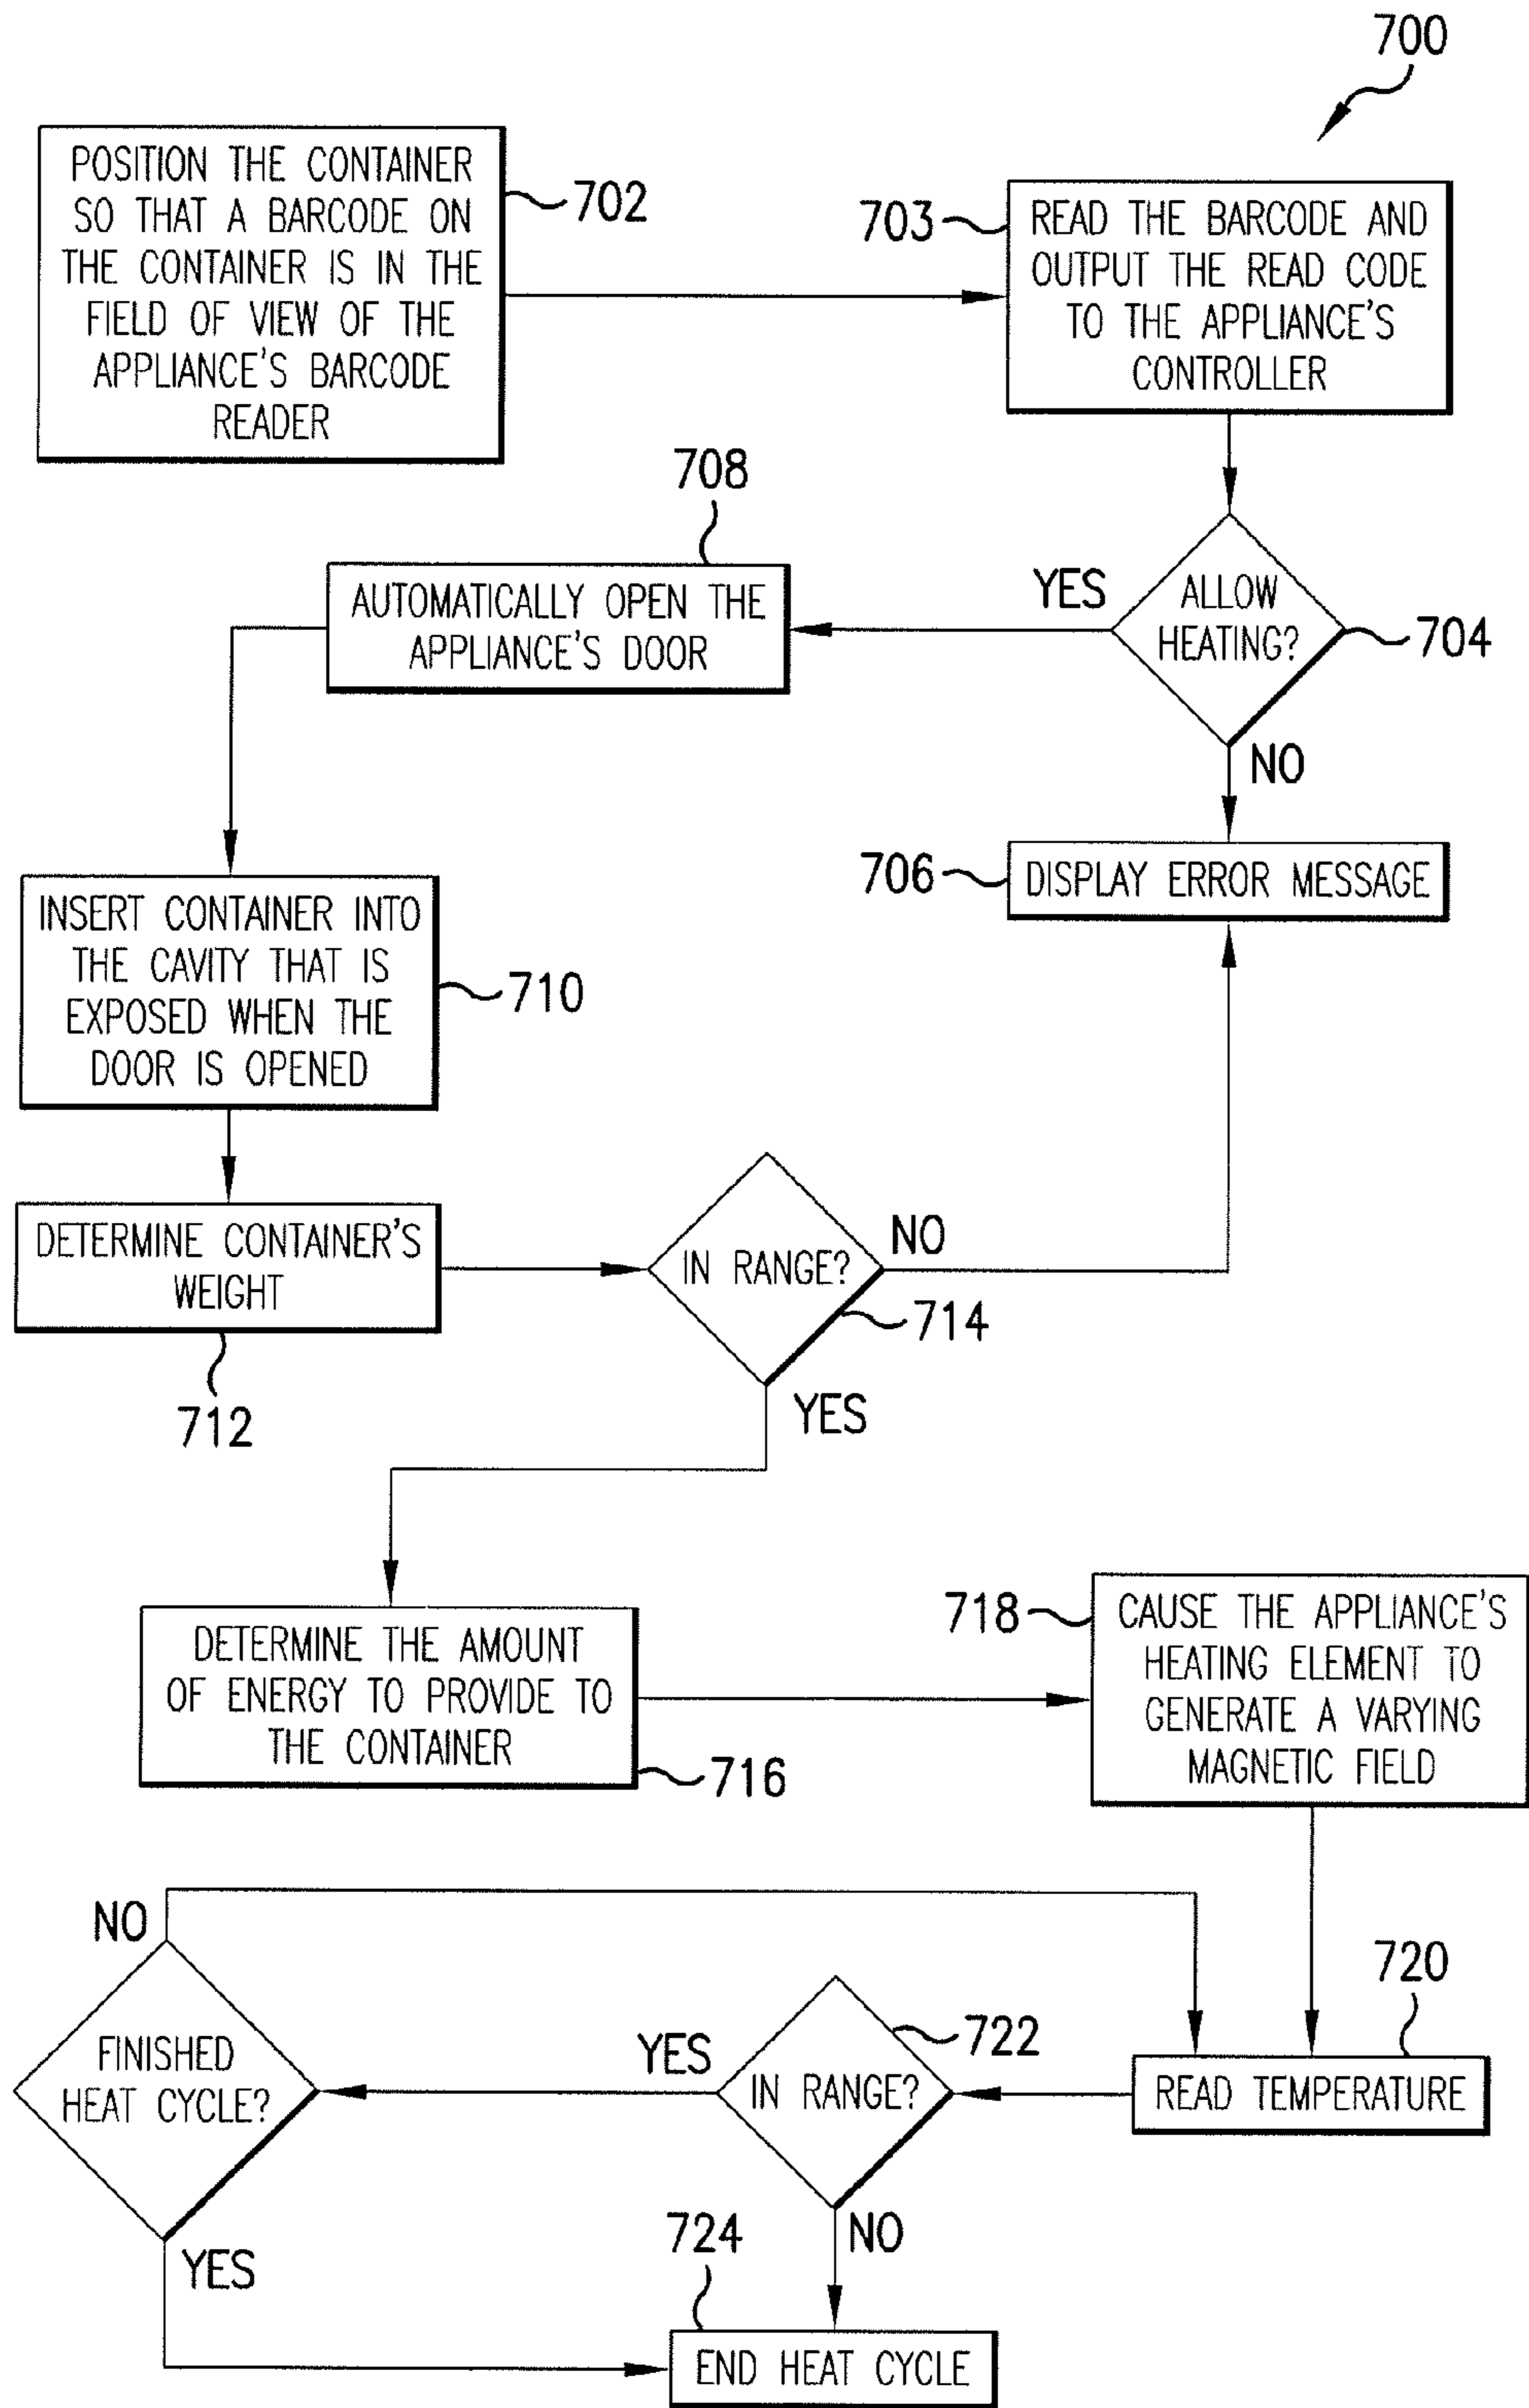 700
POSITION THE CONTAINER
SO THAT A BARCODE ON
THE CONTAINER IS IN THE
FIELD OF VIEW OF THE
APPLIANCE'S BARCODE
READER
702
703
READ THE BARCODE AND
OUTPUT THE READ CODE
TO THE APPLIANCE'S
CONTROLLER
708
AUTOMATICALLY OPEN THE
APPLIANCE'S DOOR
YES
ALLOW
HEATING?
704
NO
706
DISPLAY ERROR MESSAGE
INSERT CONTAINER INTO
THE CAVITY THAT IS
EXPOSED WHEN THE
DOOR IS OPENED
710
DETERMINE CONTAINER'S
WEIGHT
712
IN RANGE?
NO
714
YES
DETERMINE THE AMOUNT
OF ENERGY TO PROVIDE TO
THE CONTAINER
716
718
CAUSE THE APPLIANCE'S
HEATING ELEMENT TO
GENERATE A VARYING
MAGNETIC FIELD
720
READ TEMPERATURE
722
IN RANGE?
YES
NO
NO
FINISHED
HEAT CYCLE?
YES
724
END HEAT CYCLE